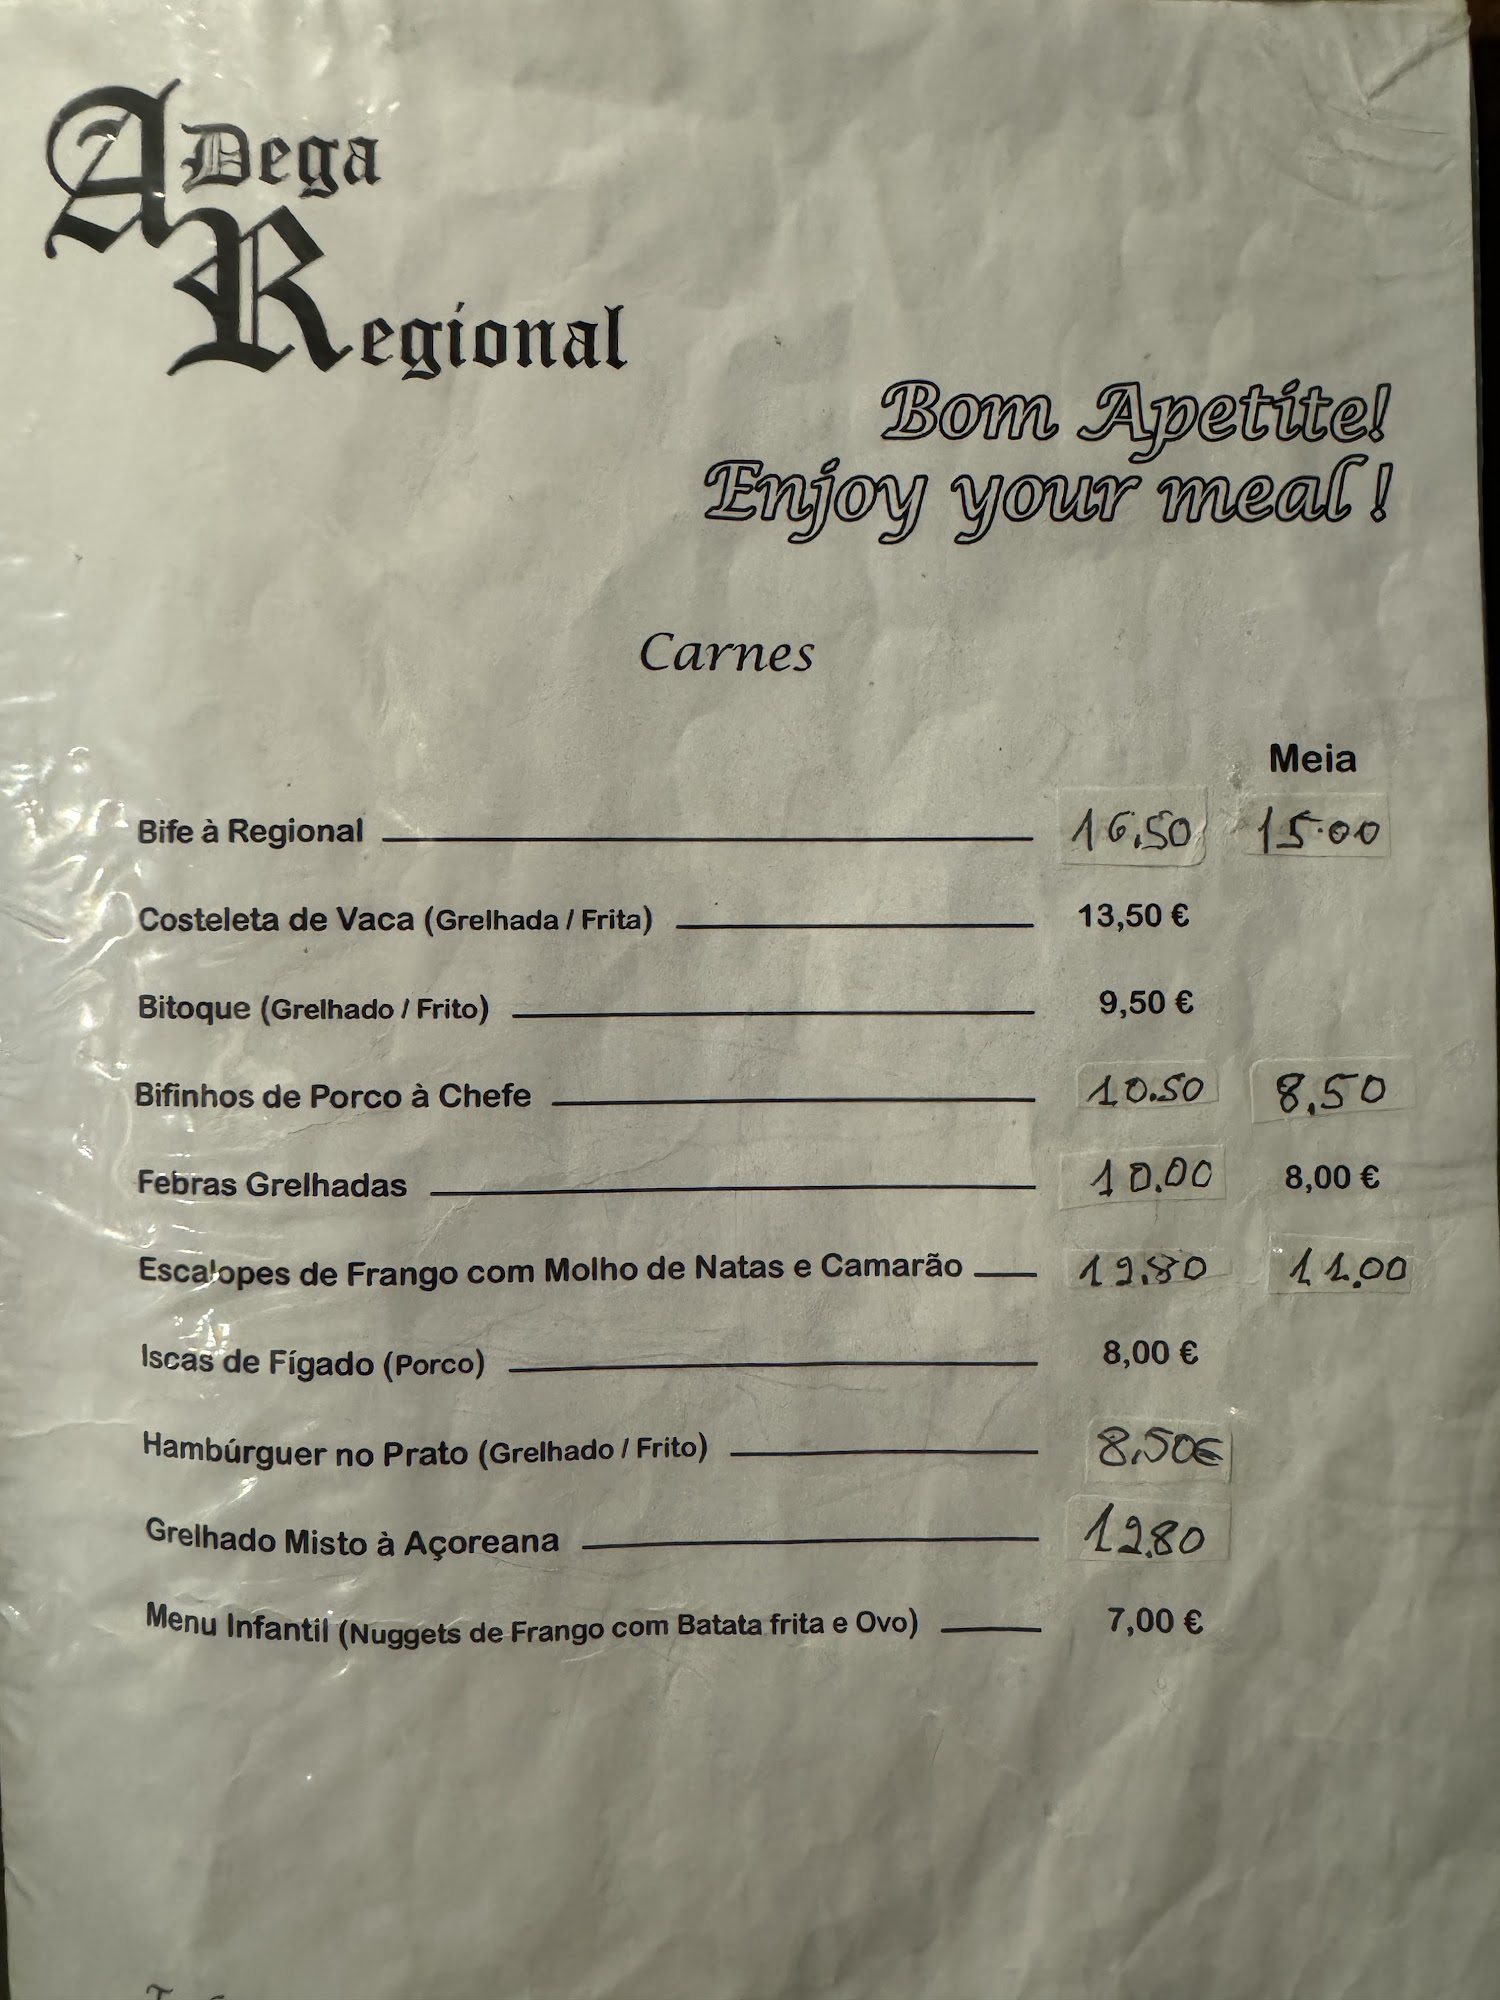 ADega
Regional
Bom Apetite!
Enjoy your meal !
Carnes
Meia
Bife à Regional 16,50 15.00
Costeleta de Vaca (Grelhada / Frita) 13,50 €
Bitoque (Grelhado / Frito) 9,50 €
Bifinhos de Porco à Chefe 10.50 8,50
Febras Grelhadas 10.00 8,00 €
Escalopes de Frango com Molho de Natas e Camarão 12.80 11.00
Iscas de Fígado (Porco) 8,00 €
Hambúrguer no Prato (Grelhado / Frito) 8,50€
Grelhado Misto à Açoreana 12.80
Menu Infantil (Nuggets de Frango com Batata frita e Ovo) 7,00 €